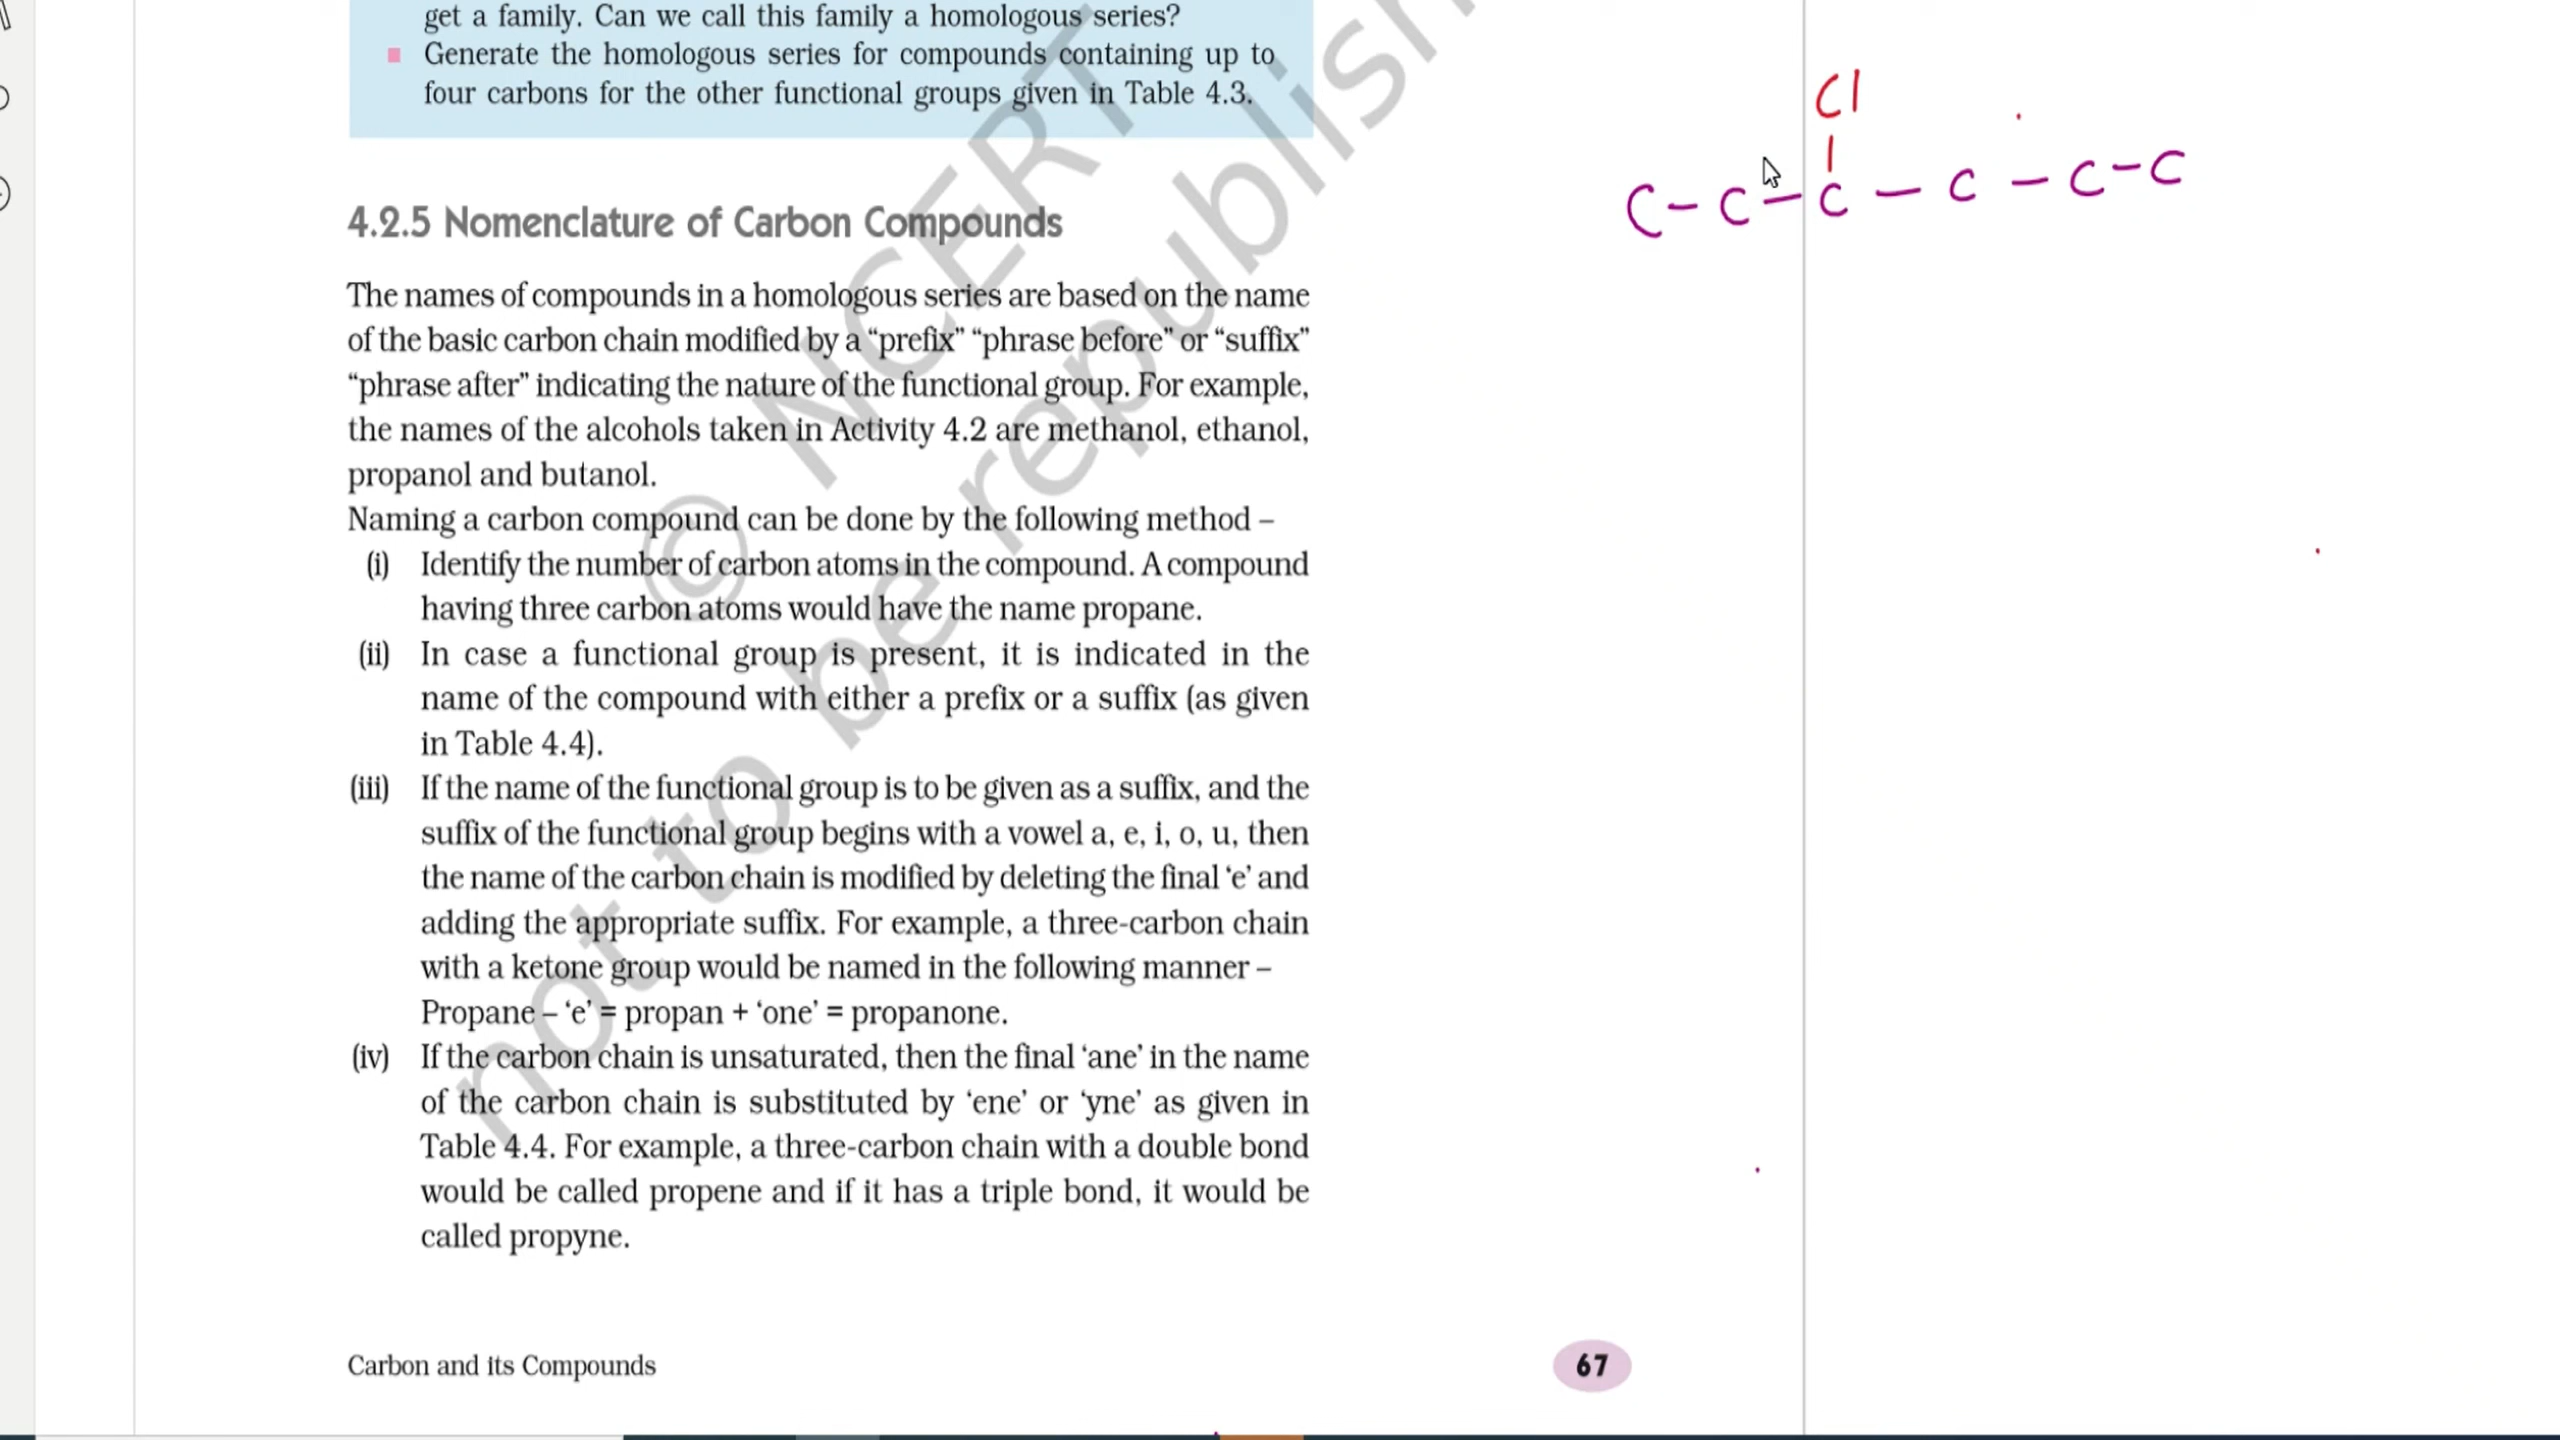 get a family. Can we call this family a homologous series?
Generate the homologous series for compounds containing up to
four carbons for the other functional groups given in Table 4.3.
4.2.5 Nomenclature of Carbon Compounds
The names of compounds in a homologous series are based on the name
of the basic carbon chain modified by a “prefix” “phrase before” or “suffix”
“phrase after” indicating the nature of the functional group. For example,
the names of the alcohols taken in Activity 4.2 are methanol, ethanol,
propanol and butanol.
Naming a carbon compound can be done by the following method –
(i) Identify the number of carbon atoms in the compound. A compound
having three carbon atoms would have the name propane.
(ii) In case a functional group is present, it is indicated in the
name of the compound with either a prefix or a suffix (as given
in Table 4.4).
(iii) If the name of the functional group is to be given as a suffix, and the
suffix of the functional group begins with a vowel a, e, i, o, u, then
the name of the carbon chain is modified by deleting the final ‘e’ and
adding the appropriate suffix. For example, a three-carbon chain
with a ketone group would be named in the following manner –
Propane – ‘e’ = propan + ‘one’ = propanone.
(iv) If the carbon chain is unsaturated, then the final ‘ane’ in the name
of the carbon chain is substituted by ‘ene’ or ‘yne’ as given in
Table 4.4. For example, a three-carbon chain with a double bond
would be called propene and if it has a triple bond, it would be
called propyne.
Carbon and its Compounds
67
© NCERT
not to be republish
Cl
C - C - C - C - C - C